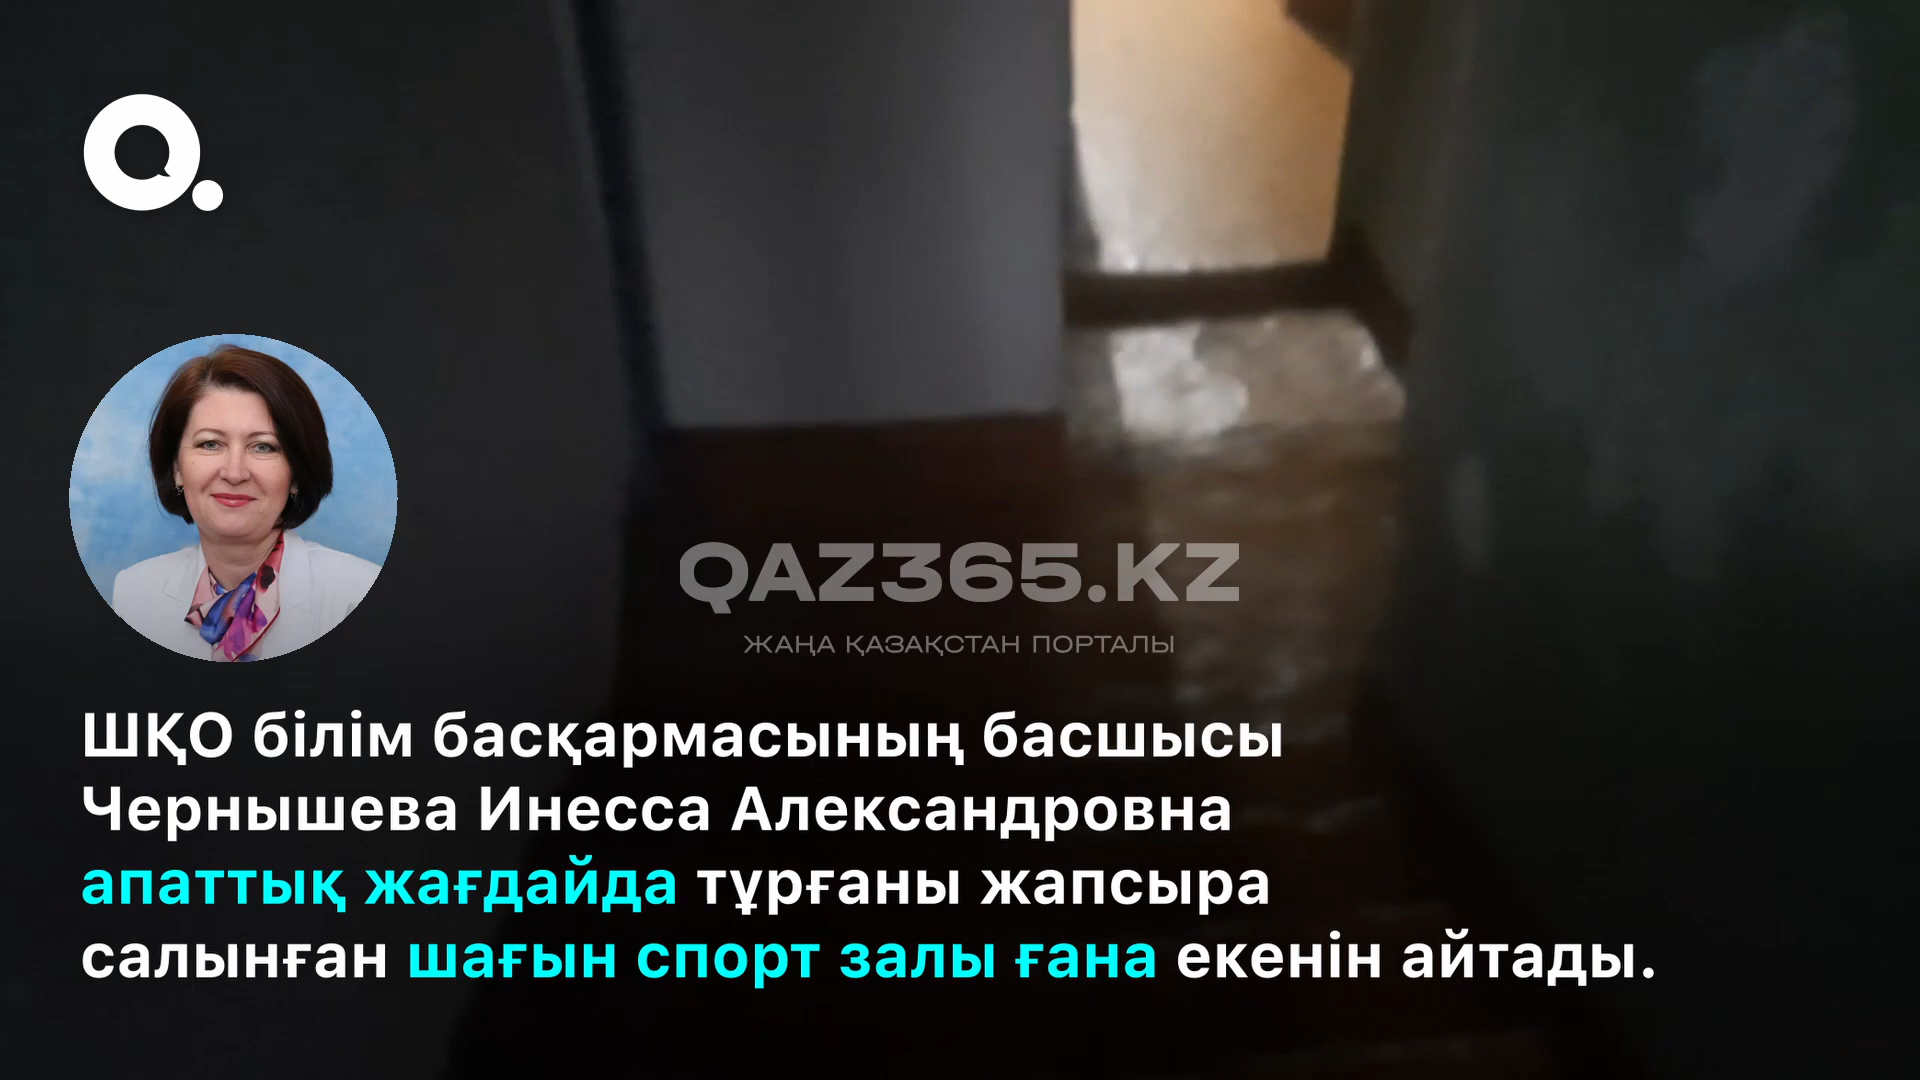 QAZ365.KZ
ЖАҢА ҚАЗАҚСТАН ПОРТАЛЫ
ШҚО білім басқармасының басшысы
Чернышева Инесса Александровна
апаттық жағдайда тұрғаны жапсыра
салынған шағын спорт залы ғана екенін айтады.